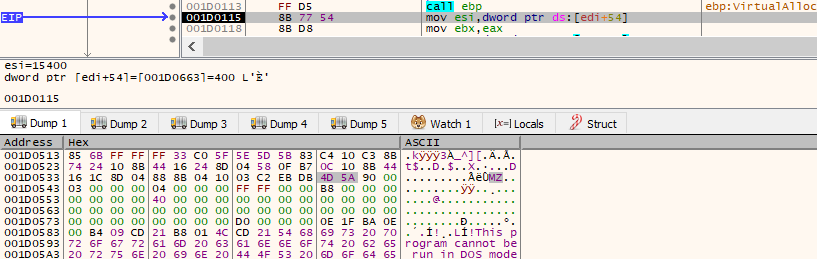 001D0113 FF D5 call ebp ebp:VirtualAlloc
EIP 001D0115 8B 77 54 mov esi,dword ptr ds:[edi+54]
001D0118 8B D8 mov ebx,eax
esi=15400
dword ptr [edi+54]=[001D0663]=400 L'È'
001D0115
Dump 1 Dump 2 Dump 3 Dump 4 Dump 5 Watch 1 [x=] Locals Struct
Address Hex ASCII
001D0513 85 6B FF FF FF 33 C0 5F 5E 5D 5B 83 C4 10 C3 8B .kÿÿÿ3À_^][.Ä.Ã.
001D0523 74 24 10 8B 44 16 24 8D 04 58 0F B7 0C 10 8B 44 t$..D.$..X.·...D
001D0533 16 1C 8D 04 88 8B 04 10 03 C2 EB DB 4D 5A 90 00 .........ÂëÛMZ..
001D0543 03 00 00 00 04 00 00 00 FF FF 00 00 B8 00 00 00 ........ÿÿ..¸...
001D0553 00 00 00 00 40 00 00 00 00 00 00 00 00 00 00 00 ....@...........
001D0563 00 00 00 00 00 00 00 00 00 00 00 00 00 00 00 00 ................
001D0573 00 00 00 00 00 00 00 00 D0 00 00 00 0E 1F BA 0E ........Ð.....º.
001D0583 00 B4 09 CD 21 B8 01 4C CD 21 54 68 69 73 20 70 .´.Í!¸.LÍ!This p
001D0593 72 6F 67 72 61 6D 20 63 61 6E 6E 6F 74 20 62 65 rogram cannot be
001D05A3 20 72 75 6E 20 69 6E 20 44 4F 53 20 6D 6F 64 65 run in DOS mode